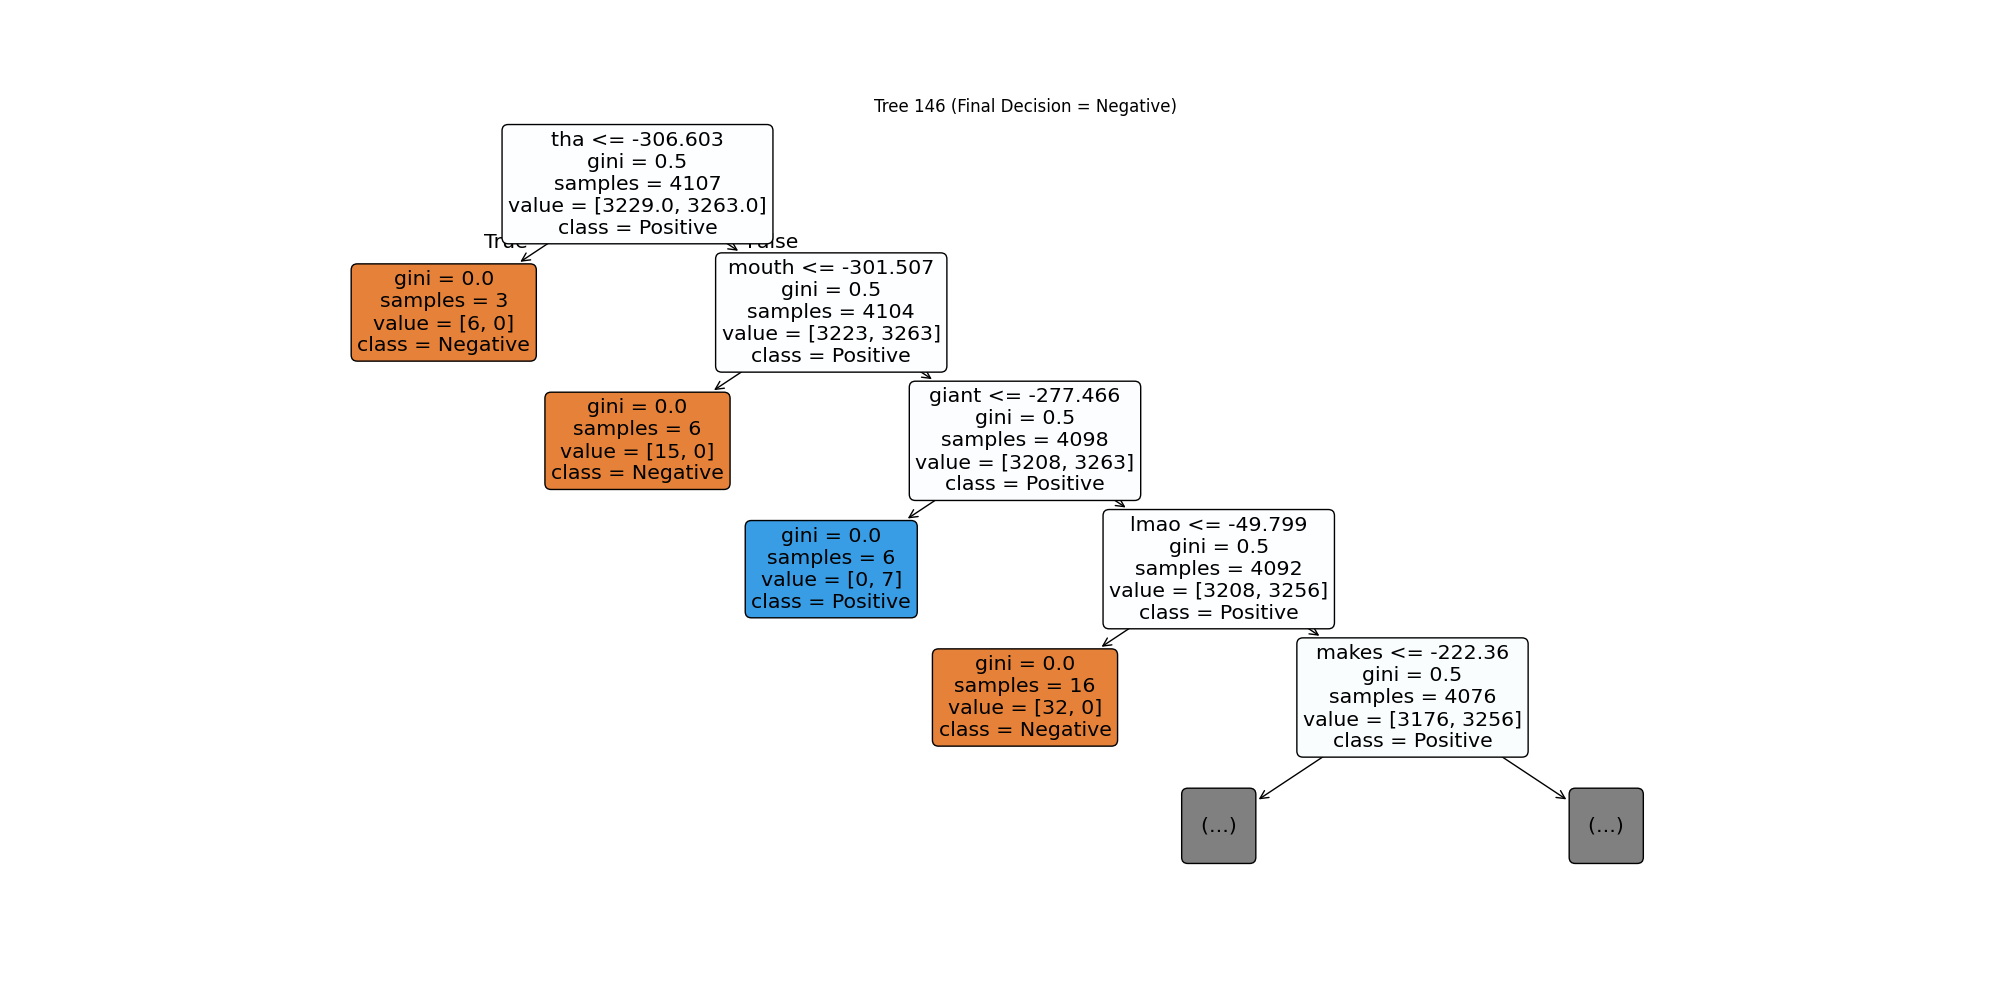 Tree 146 (Final Decision = Negative)
tha <= -306.603
gini = 0.5
samples = 4107
value = [3229.0, 3263.0]
class = Positive
True
False
gini = 0.0
samples = 3
value = [6, 0]
class = Negative
mouth <= -301.507
gini = 0.5
samples = 4104
value = [3223, 3263]
class = Positive
gini = 0.0
samples = 6
value = [15, 0]
class = Negative
giant <= -277.466
gini = 0.5
samples = 4098
value = [3208, 3263]
class = Positive
gini = 0.0
samples = 6
value = [0, 7]
class = Positive
lmao <= -49.799
gini = 0.5
samples = 4092
value = [3208, 3256]
class = Positive
gini = 0.0
samples = 16
value = [32, 0]
class = Negative
makes <= -222.36
gini = 0.5
samples = 4076
value = [3176, 3256]
class = Positive
(...)
(...)